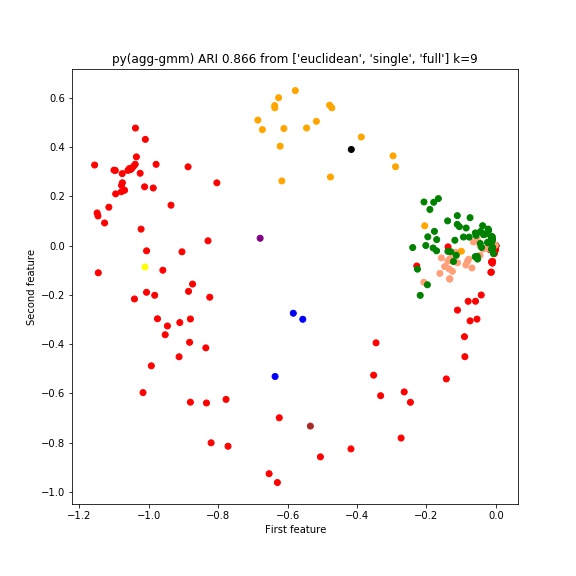 py(agg-gmm) ARI 0.866 from ['euclidean', 'single', 'full'] k=9
0.6
0.4
0.2
0.0
−0.2
−0.4
−0.6
−0.8
−1.0
Second feature
−1.2 −1.0 −0.8 −0.6 −0.4 −0.2 0.0
First feature